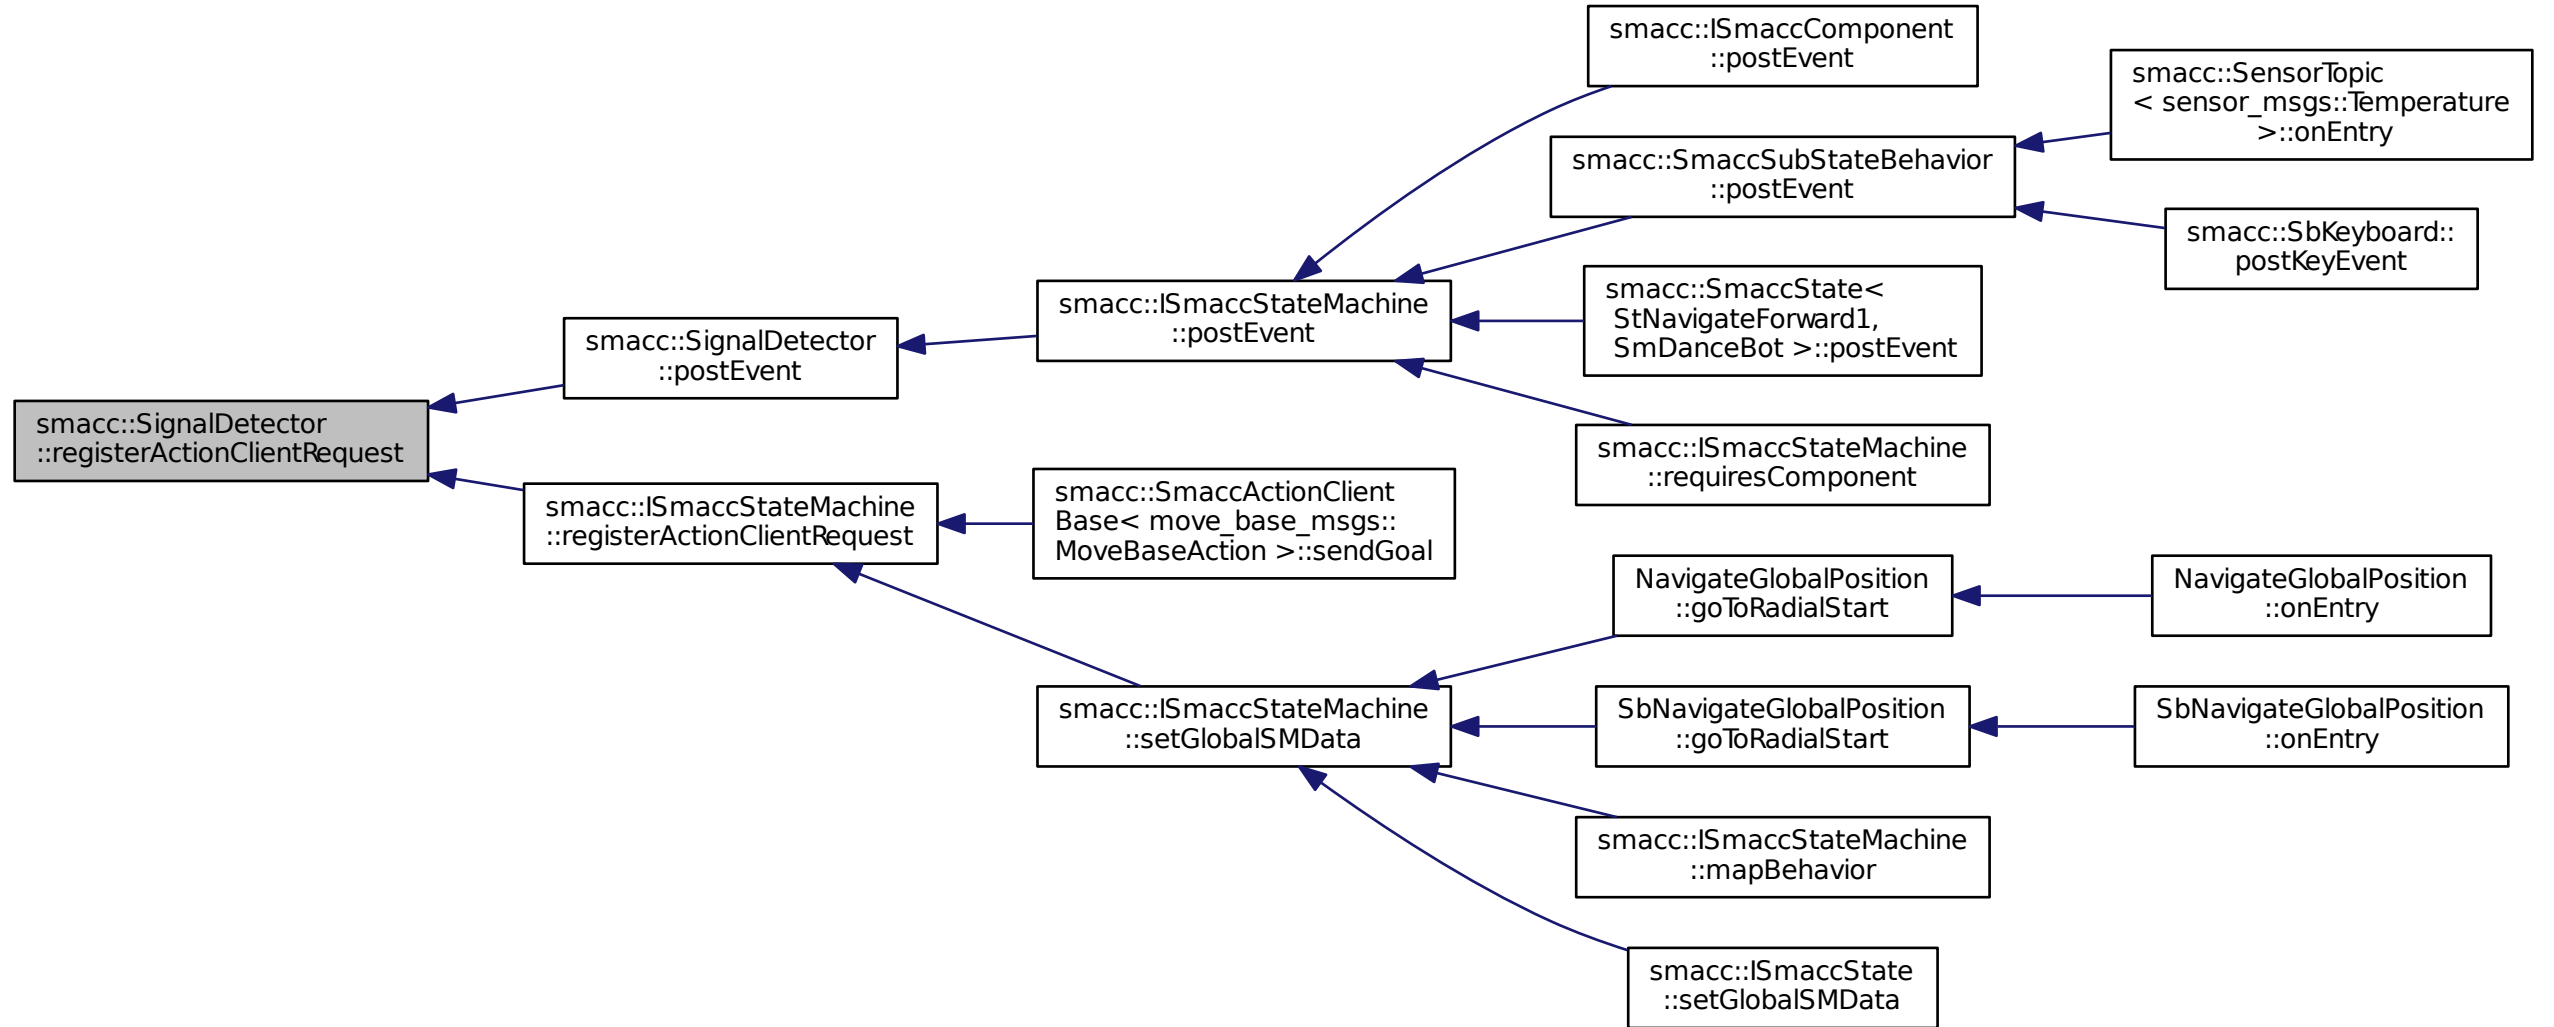 smacc::SignalDetector
::registerActionClientRequest
smacc::SignalDetector
::postEvent
smacc::ISmaccStateMachine
::registerActionClientRequest
smacc::ISmaccStateMachine
::postEvent
smacc::SmaccActionClient
Base< move_base_msgs::
MoveBaseAction >::sendGoal
smacc::ISmaccStateMachine
::setGlobalSMData
smacc::ISmaccComponent
::postEvent
smacc::SmaccSubStateBehavior
::postEvent
smacc::SmaccState<
StNavigateForward1,
SmDanceBot >::postEvent
smacc::ISmaccStateMachine
::requiresComponent
NavigateGlobalPosition
::goToRadialStart
SbNavigateGlobalPosition
::goToRadialStart
smacc::ISmaccStateMachine
::mapBehavior
smacc::ISmaccState
::setGlobalSMData
smacc::SensorTopic
< sensor_msgs::Temperature
>::onEntry
smacc::SbKeyboard::
postKeyEvent
NavigateGlobalPosition
::onEntry
SbNavigateGlobalPosition
::onEntry